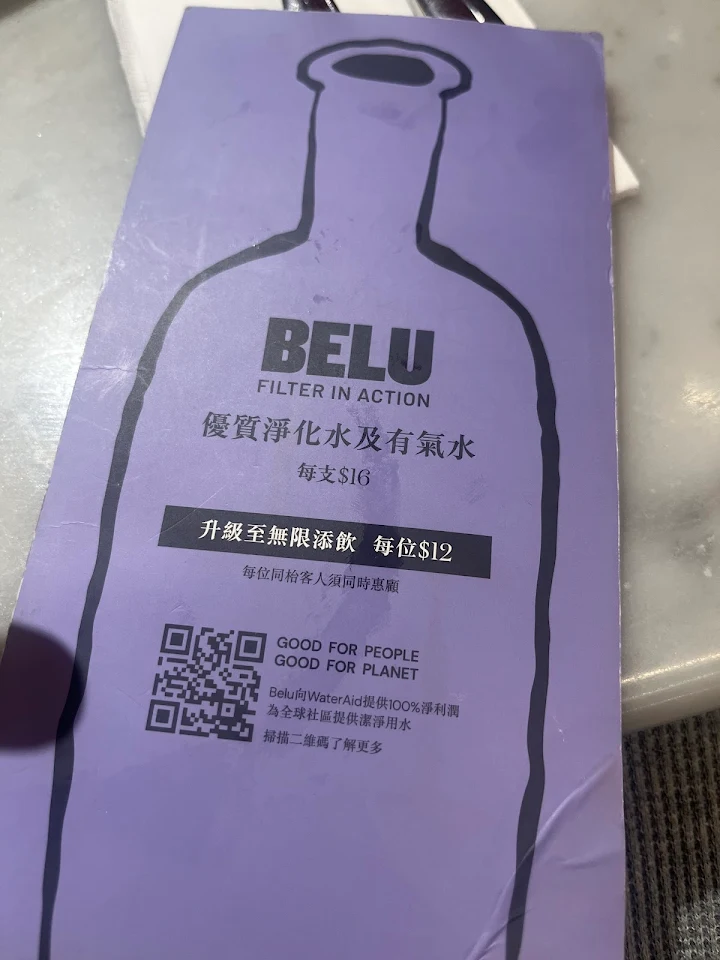 BELU
FILTER IN ACTION
優質淨化水及有氣水
每支$16
升級至無限添飲 每位$12
每位同枱客人須同時惠顧
GOOD FOR PEOPLE
GOOD FOR PLANET
Belu向WaterAid提供100%淨利潤
為全球社區提供潔淨用水
掃描二維碼了解更多